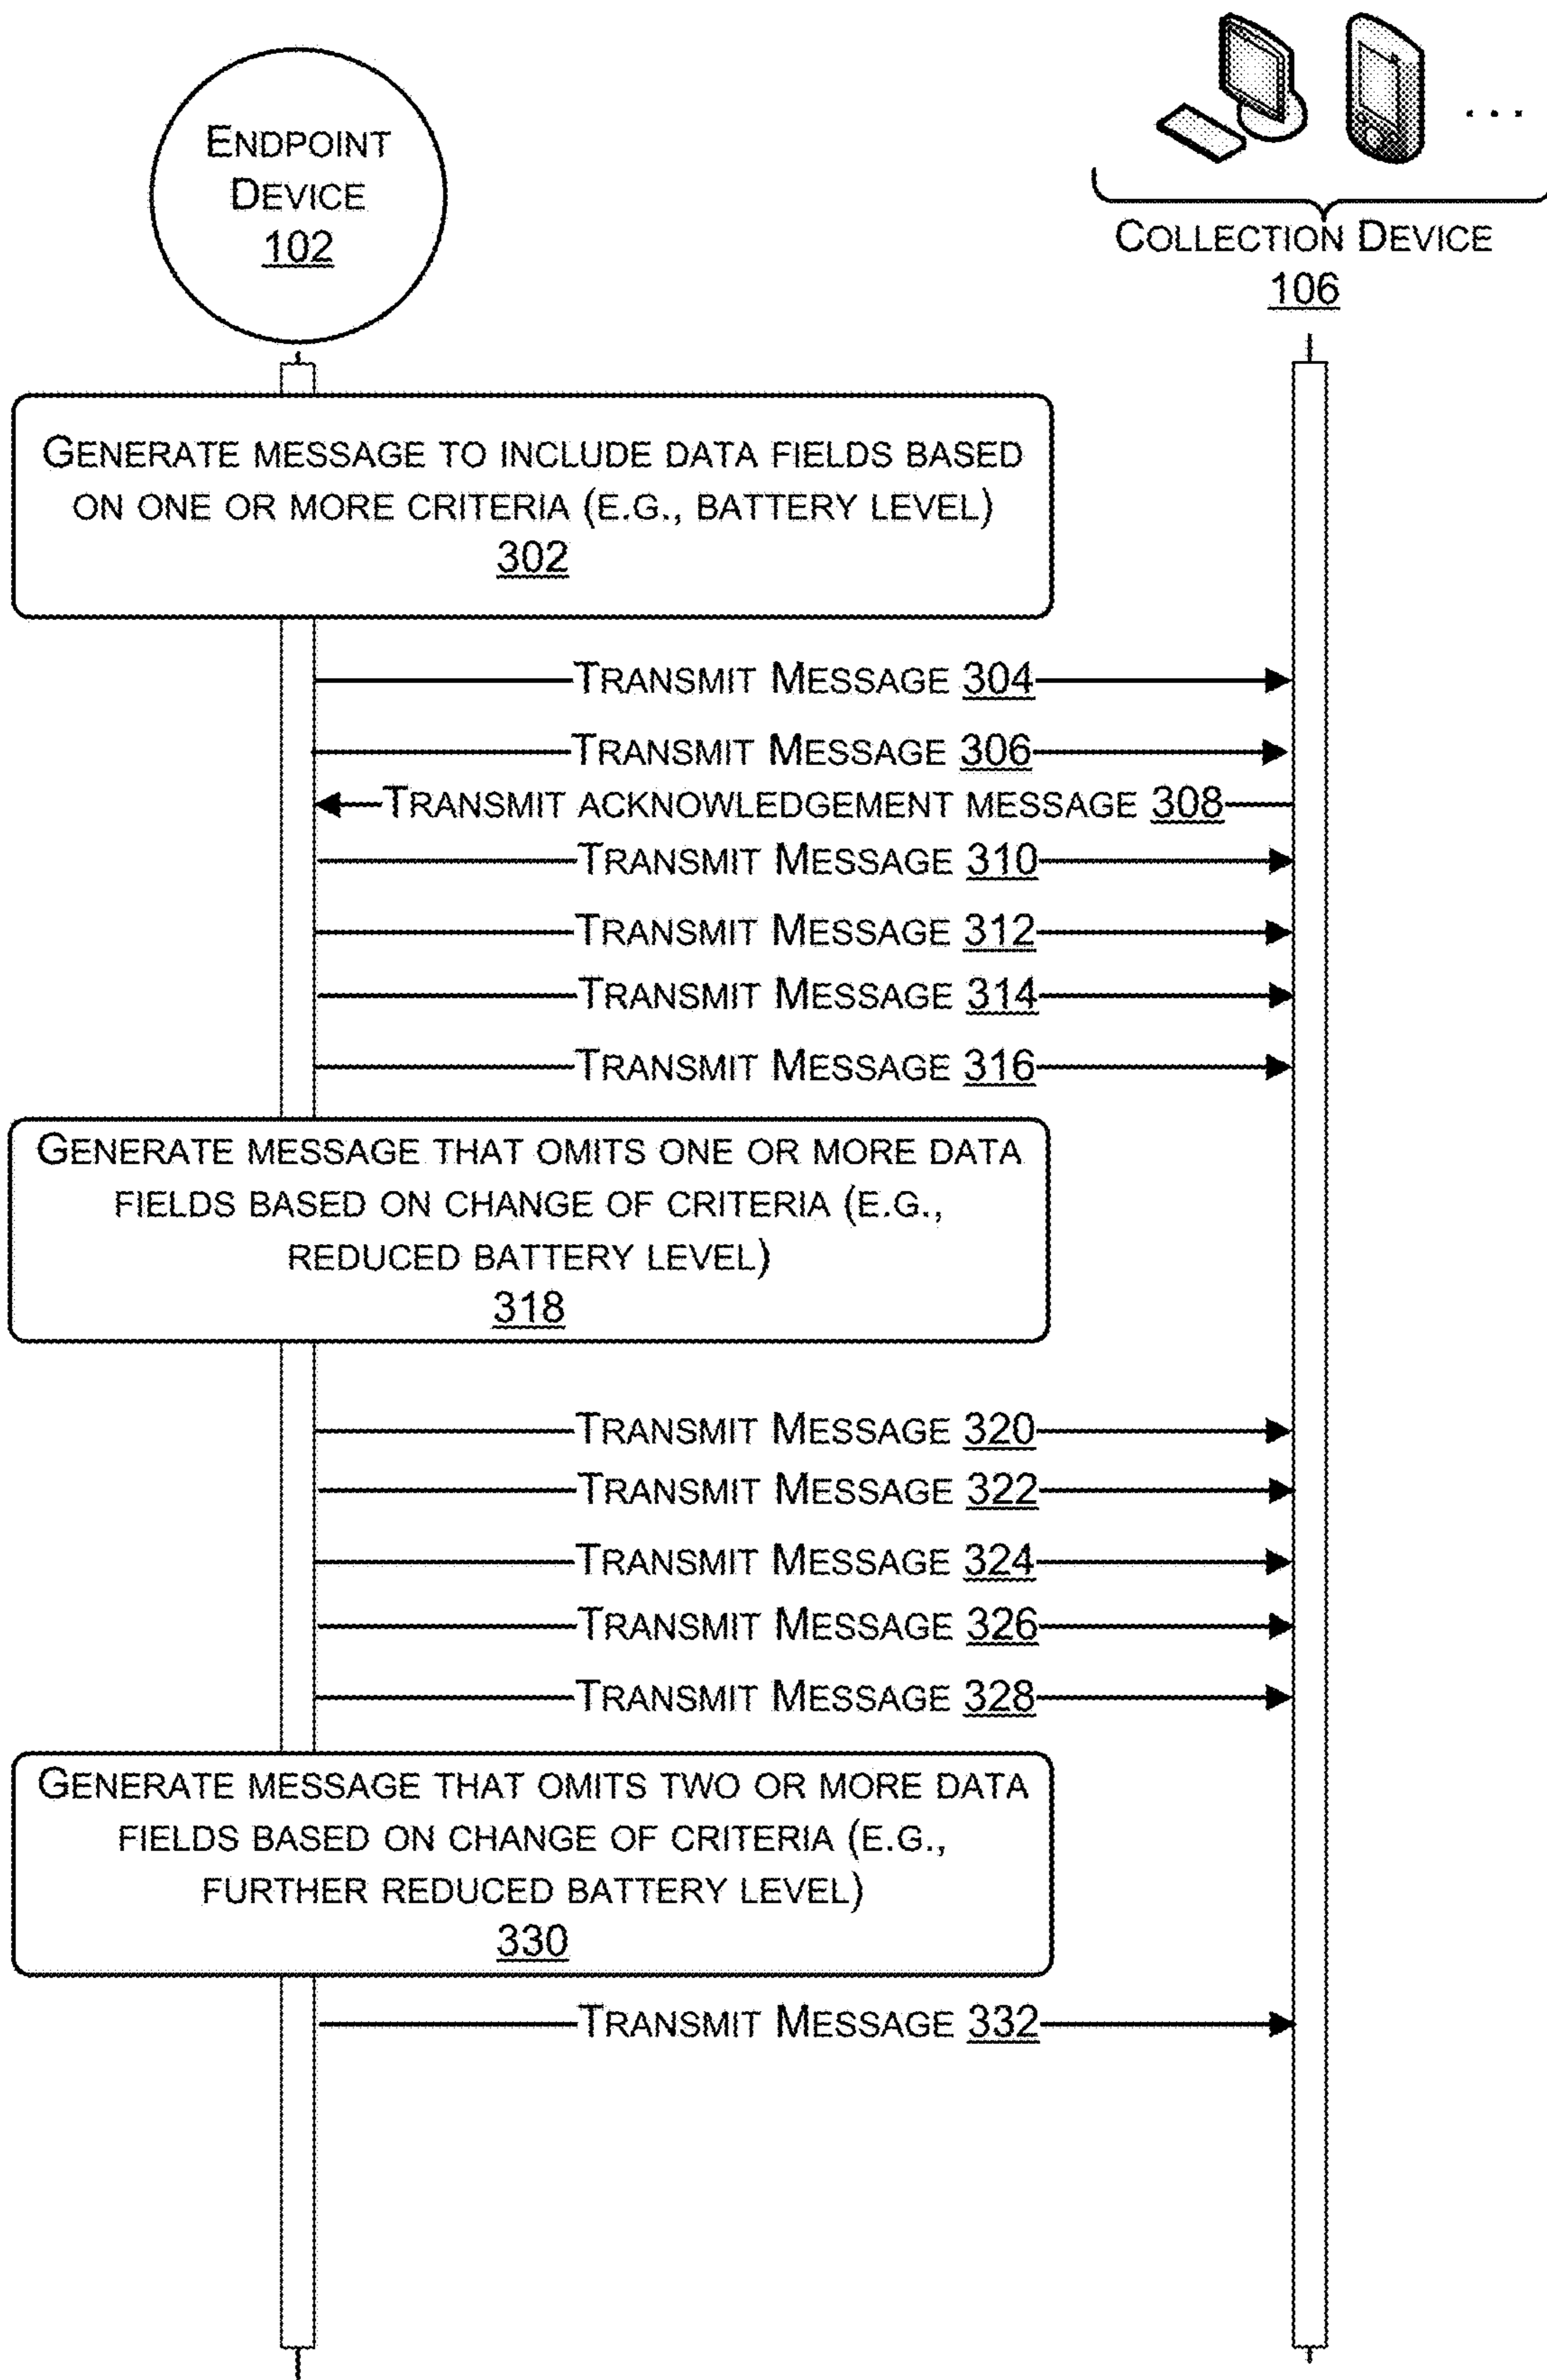 ENDPOINT
DEVICE
102
. . .
COLLECTION DEVICE
106
GENERATE MESSAGE TO INCLUDE DATA FIELDS BASED
ON ONE OR MORE CRITERIA (E.G., BATTERY LEVEL)
302
TRANSMIT MESSAGE 304
TRANSMIT MESSAGE 306
TRANSMIT ACKNOWLEDGEMENT MESSAGE 308
TRANSMIT MESSAGE 310
TRANSMIT MESSAGE 312
TRANSMIT MESSAGE 314
TRANSMIT MESSAGE 316
GENERATE MESSAGE THAT OMITS ONE OR MORE DATA
FIELDS BASED ON CHANGE OF CRITERIA (E.G.,
REDUCED BATTERY LEVEL)
318
TRANSMIT MESSAGE 320
TRANSMIT MESSAGE 322
TRANSMIT MESSAGE 324
TRANSMIT MESSAGE 326
TRANSMIT MESSAGE 328
GENERATE MESSAGE THAT OMITS TWO OR MORE DATA
FIELDS BASED ON CHANGE OF CRITERIA (E.G.,
FURTHER REDUCED BATTERY LEVEL)
330
TRANSMIT MESSAGE 332